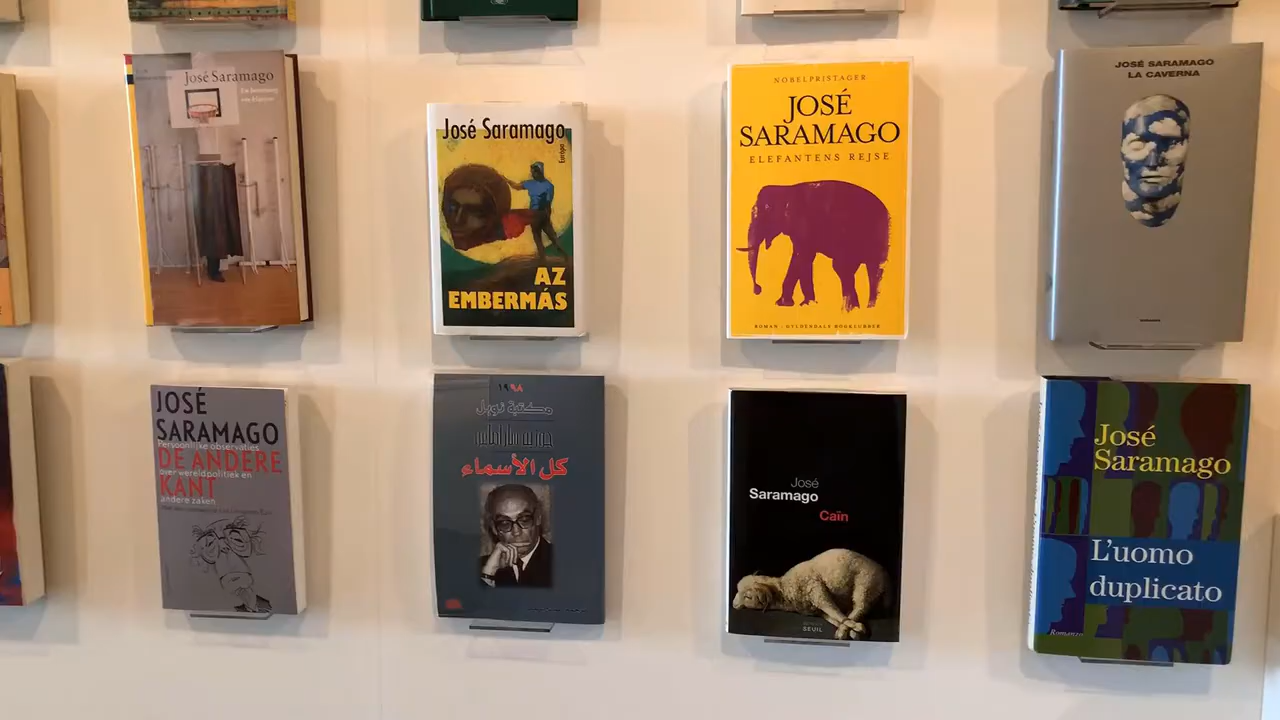 José Saramago
José Saramago
Európa
AZ
EMBERMÁS
NOBELPRISTAGER
JOSÉ
SARAMAGO
ELEFANTENS REJSE
ROMAN · GYLDENDALS BOGKLUBBER
JOSÉ SARAMAGO
LA CAVERNA
JOSÉ
SARAMAGO
Persoonlijke observaties
DE ANDERE
over wereldpolitiek en
KANT
andere zaken
١٩٩٨
مكتبة نوبل
كل الأسماء
José
Saramago
Caïn
SEUIL
José
Saramago
L'uomo
duplicato
Romanzo